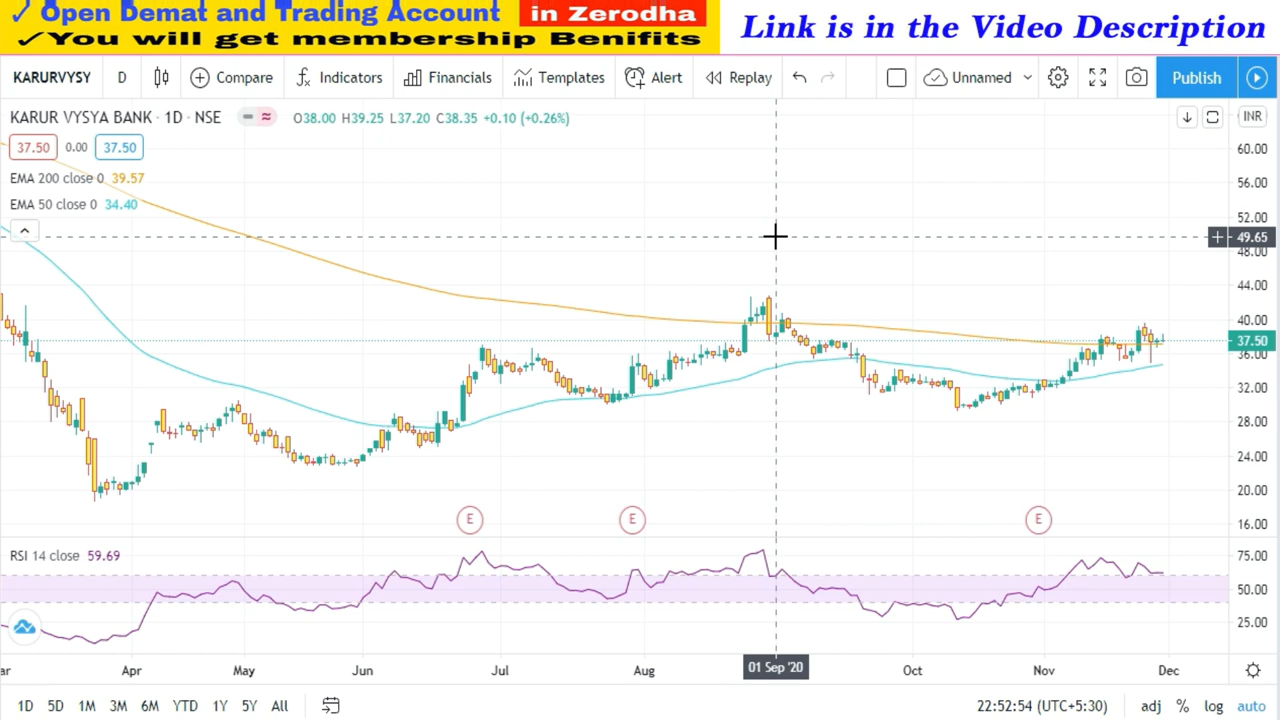 ✓ Open Demat and Trading Account in Zerodha
✓You will get membership Benifits
Link is in the Video Description
KARURVYSY D Compare Indicators Financials Templates Alert Replay Unnamed Publish
KARUR VYSYA BANK · 1D · NSE O38.00 H39.25 L37.20 C38.35 +0.10 (+0.26%) INR
37.50 0.00 37.50
EMA 200 close 0 39.57
EMA 50 close 0 34.40
60.00
56.00
52.00
49.65
48.00
44.00
40.00
37.50
36.00
32.00
28.00
24.00
20.00
16.00
E E E
RSI 14 close 59.69
75.00
50.00
25.00
ar Apr May Jun Jul Aug 01 Sep '20 Oct Nov Dec
1D 5D 1M 3M 6M YTD 1Y 5Y All 22:52:54 (UTC+5:30) adj % log auto